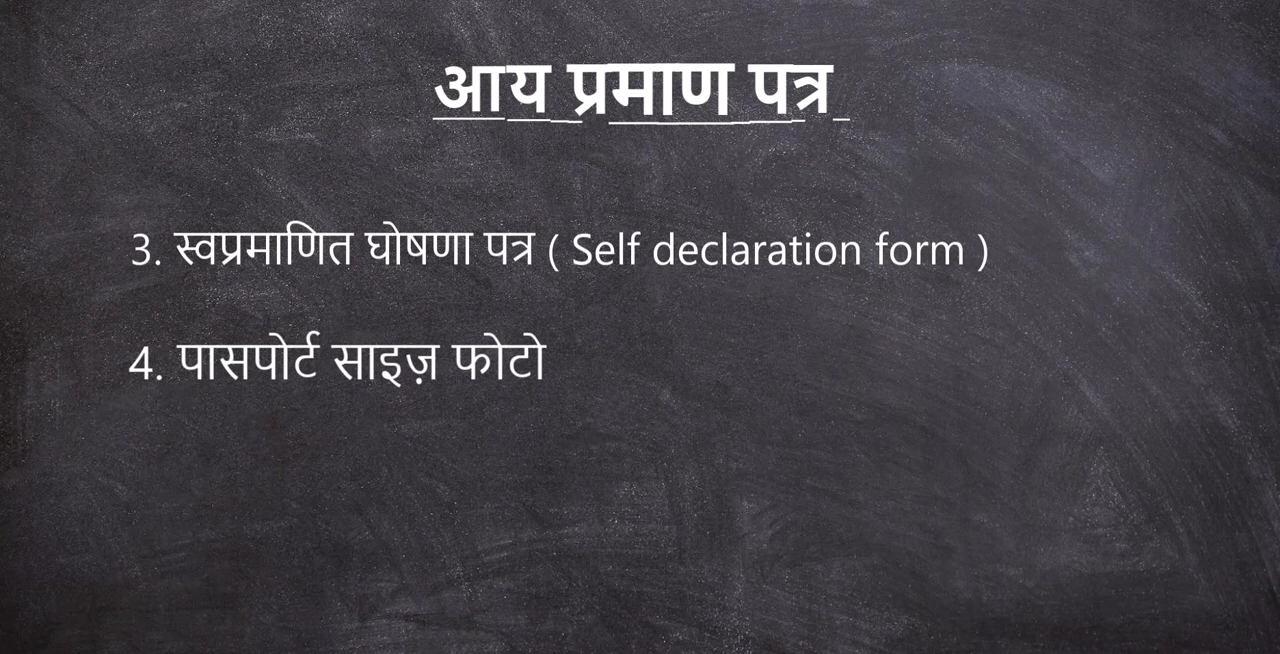 आय प्रमाण पत्र
3. स्वप्रमाणित घोषणा पत्र ( Self declaration form )
4. पासपोर्ट साइज़ फोटो